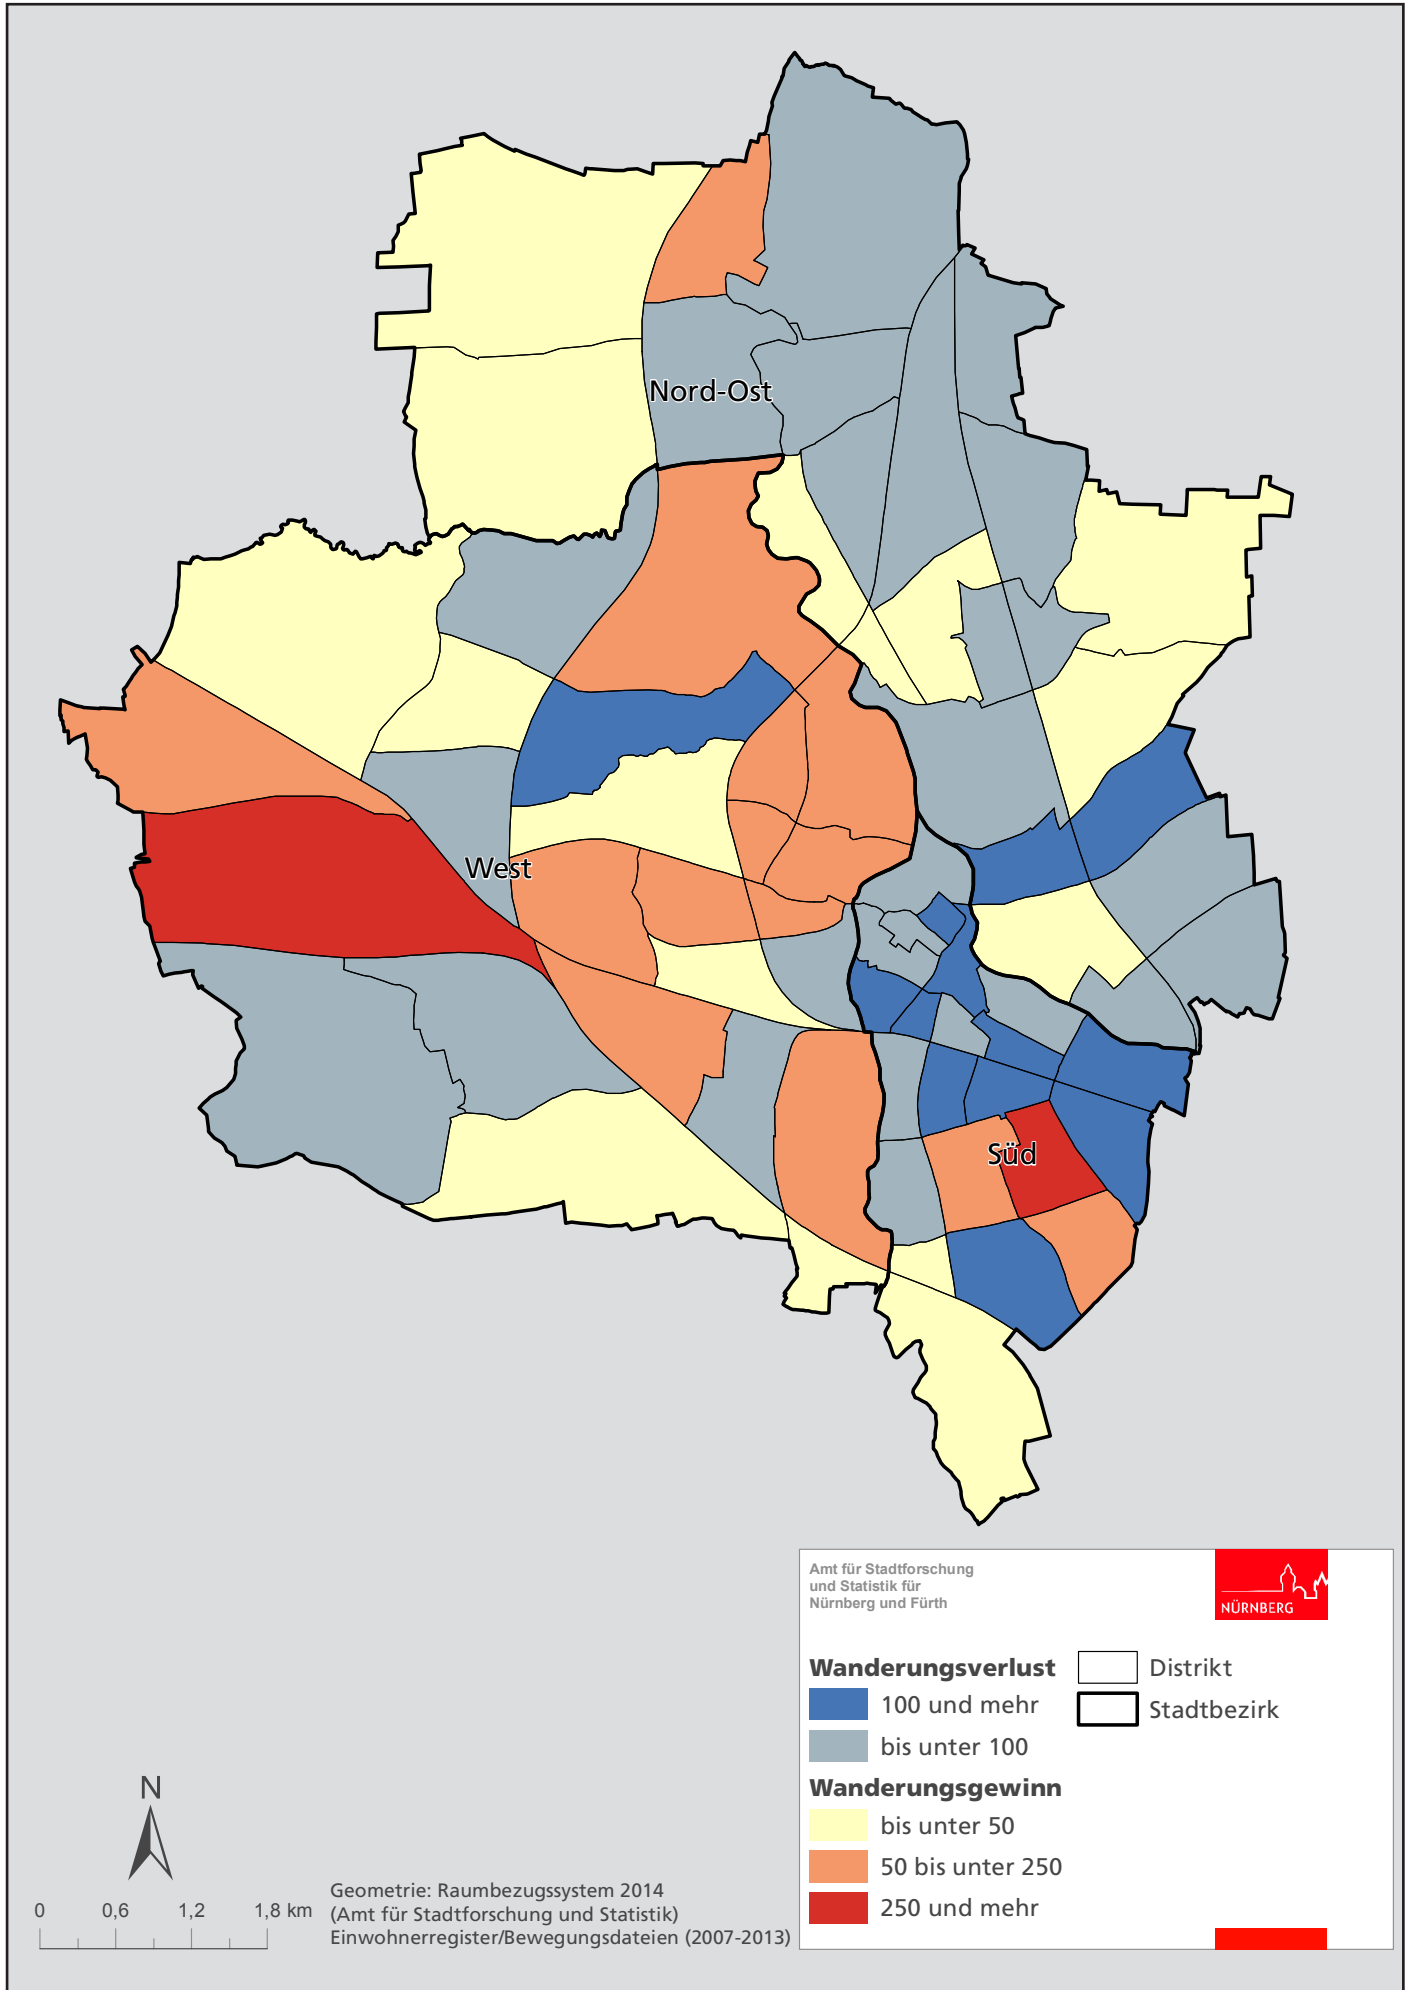 Nord-Ost
West
Süd
Amt für Stadtforschung
und Statistik für
Nürnberg und Fürth
NÜRNBERG
Wanderungsverlust
100 und mehr
bis unter 100
Distrikt
Stadtbezirk
Wanderungsgewinn
bis unter 50
50 bis unter 250
250 und mehr
N
0 0,6 1,2 1,8 km
Geometrie: Raumbezugssystem 2014
(Amt für Stadtforschung und Statistik)
Einwohnerregister/Bewegungsdateien (2007-2013)